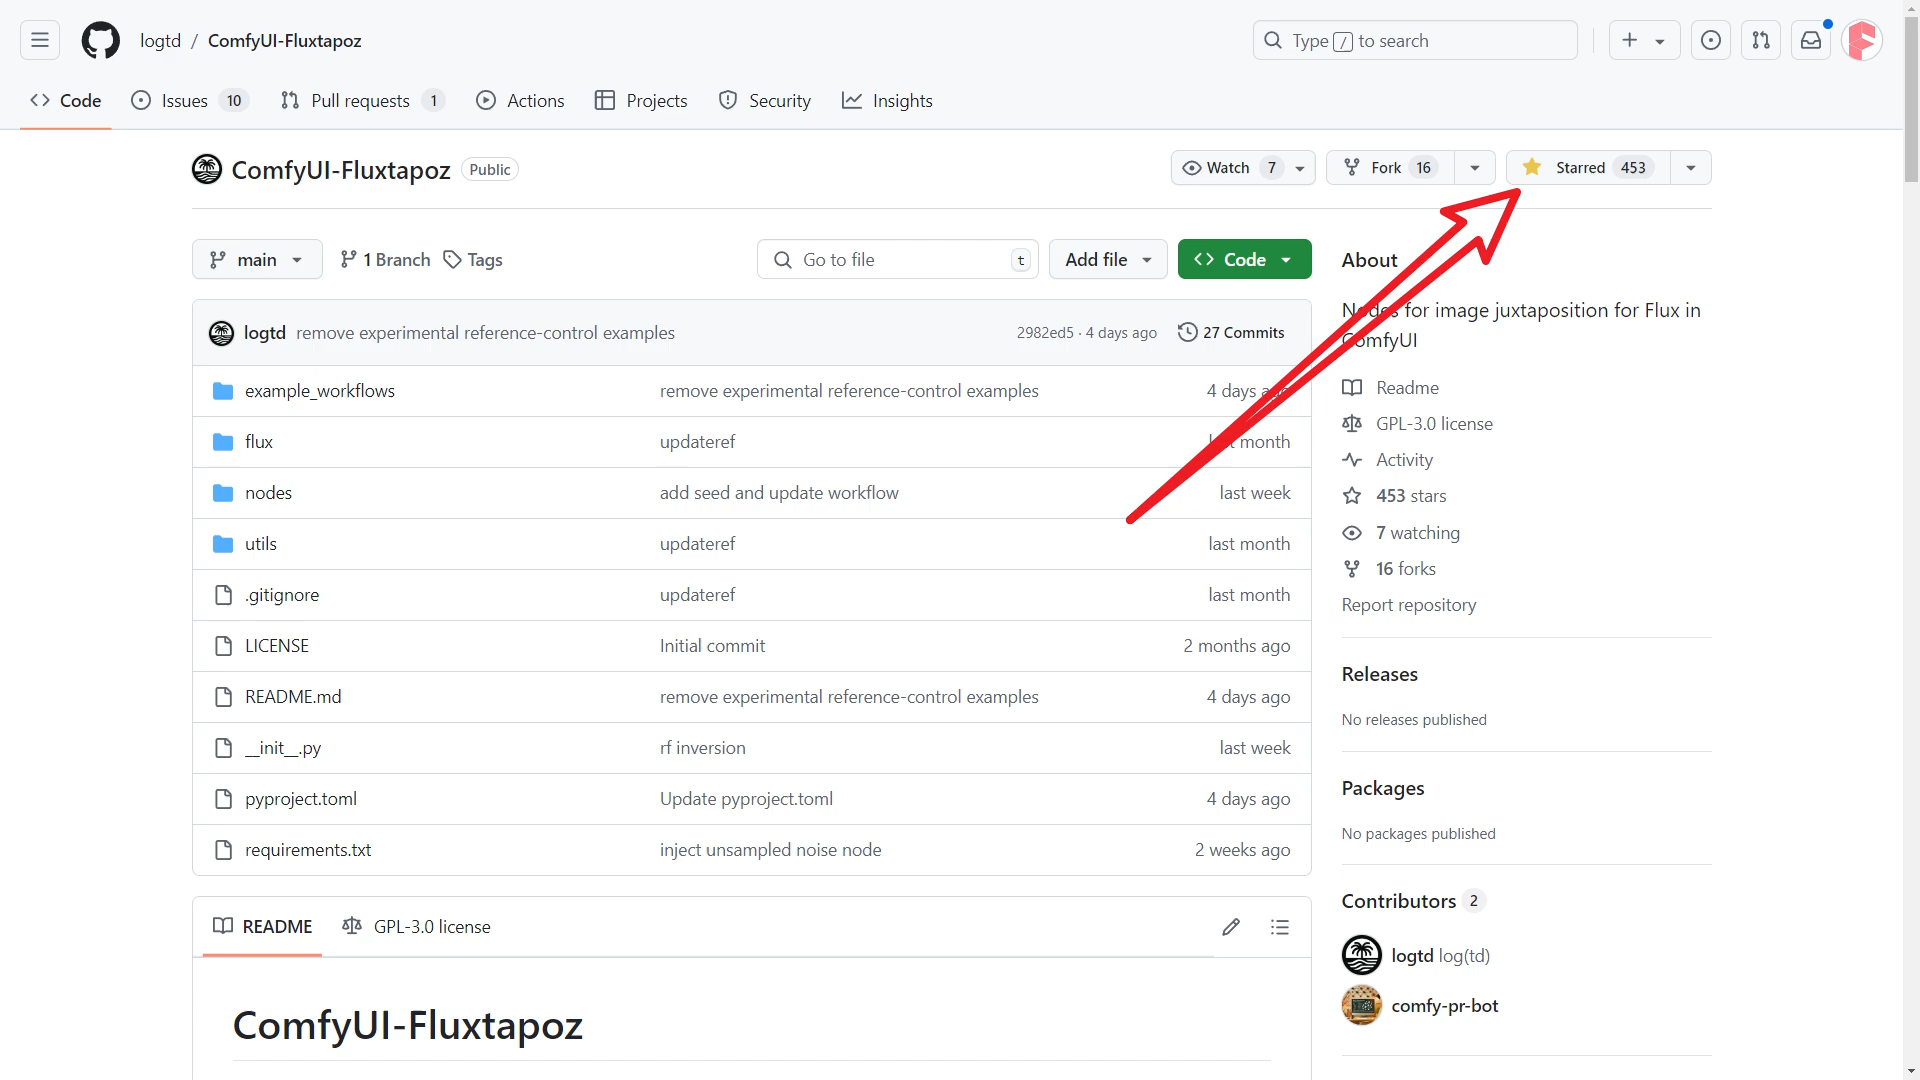 logtd / ComfyUI-Fluxtapoz
Type / to search
Code
Issues 10
Pull requests 1
Actions
Projects
Security
Insights
ComfyUI-Fluxtapoz Public
Watch 7
Fork 16
Starred 453
main
1 Branch
Tags
Go to file t
Add file
Code
logtd remove experimental reference-control examples 2982ed5 · 4 days ago 27 Commits
example_workflows remove experimental reference-control examples 4 days ago
flux updateref last month
nodes add seed and update workflow last week
utils updateref last month
.gitignore updateref last month
LICENSE Initial commit 2 months ago
README.md remove experimental reference-control examples 4 days ago
__init__.py rf inversion last week
pyproject.toml Update pyproject.toml 4 days ago
requirements.txt inject unsampled noise node 2 weeks ago
README
GPL-3.0 license
ComfyUI-Fluxtapoz
About
Nodes for image juxtaposition for Flux in
ComfyUI
Readme
GPL-3.0 license
Activity
453 stars
7 watching
16 forks
Report repository
Releases
No releases published
Packages
No packages published
Contributors 2
logtd log(td)
comfy-pr-bot